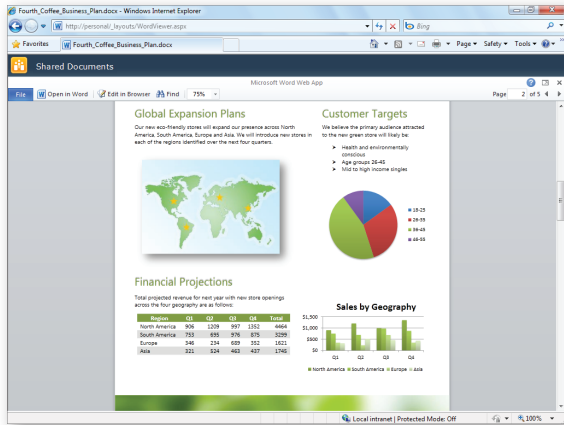 Fourth_Coffee_Business_Plan.docx - Windows Internet Explorer
http://personal/_layouts/WordViewer.aspx
Bing
Favorites
Fourth_Coffee_Business_Plan.docx
Page
Safety
Tools
Shared Documents
Microsoft Word Web App
File
Open in Word
Edit in Browser
Find
75%
Page 2 of 5
Global Expansion Plans
Our new eco-friendly stores will expand our presence across North
America, South America, Europe and Asia. We will introduce new stores in
each of the regions identified over the next four quarters.
Customer Targets
We believe the primary audience attracted
to the new green store will likely be:
Health and environmentally
conscious
Age groups 26-45
Mid to high income singles
18-25
26-35
36-45
46-55
Financial Projections
Total projected revenue for next year with new store openings
across the four geography are as follows:
Region Q1 Q2 Q3 Q4 Total
North America 906 1209 997 1352 4464
South America 753 695 976 875 3299
Europe 346 234 689 352 1621
Asia 321 524 463 437 1745
Sales by Geography
$1,500
$1,000
$500
$0
Q1 Q2 Q3 Q4
North America South America Europe Asia
Local intranet | Protected Mode: Off
100%